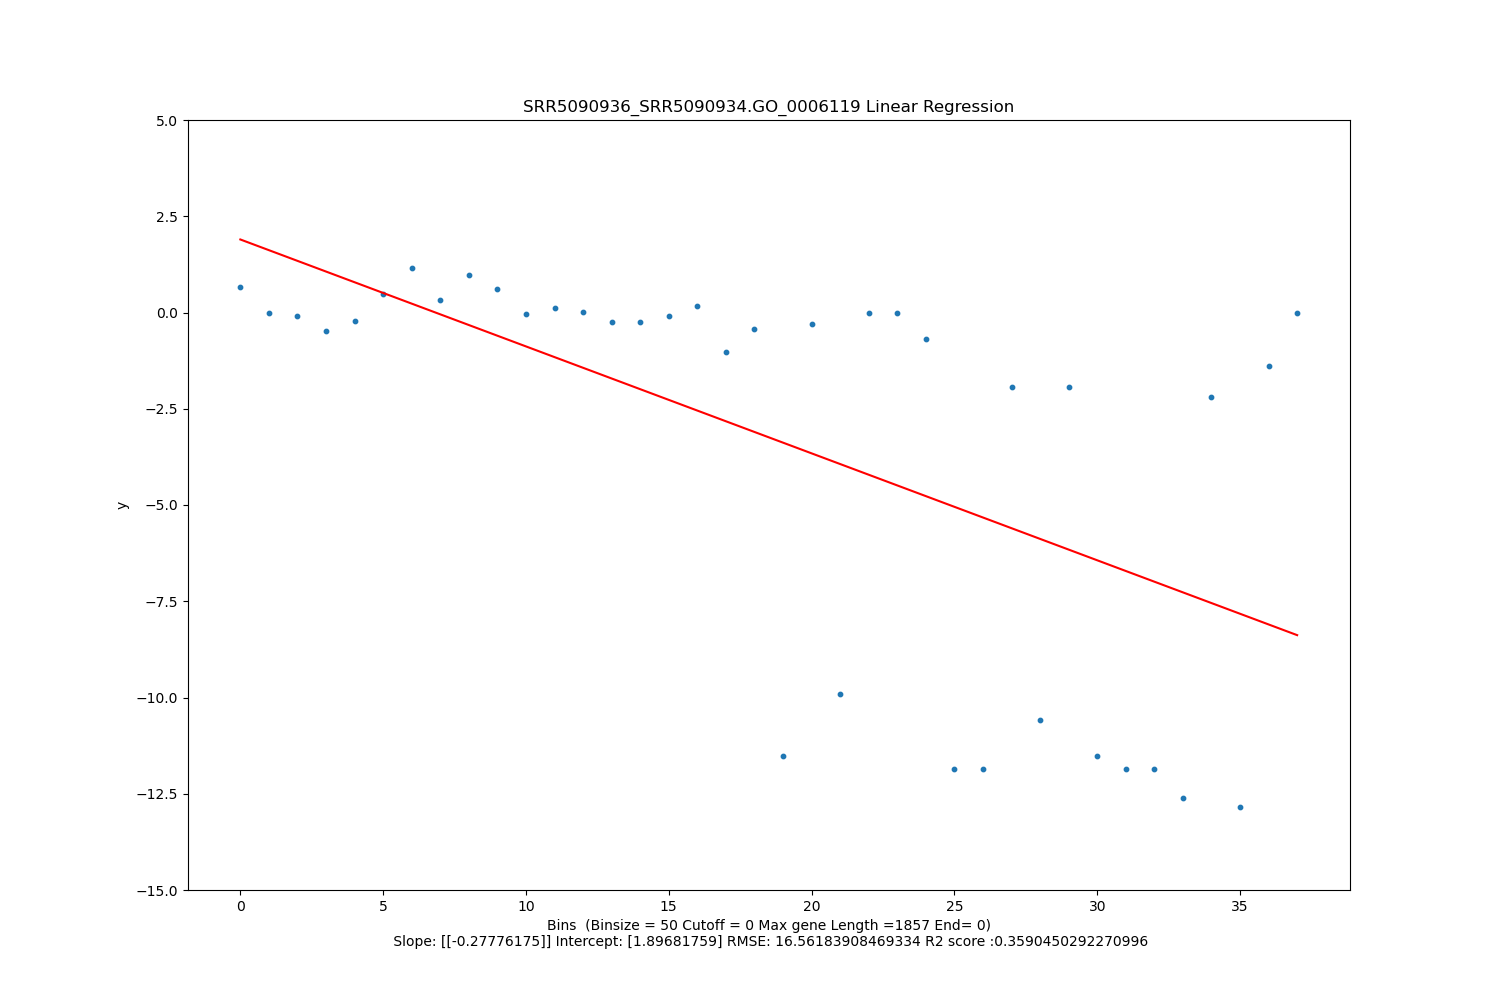 SRR5090936_SRR5090934.GO_0006119 Linear Regression
5.0
2.5
0.0
−2.5
−5.0
−7.5
−10.0
−12.5
−15.0
y
0 5 10 15 20 25 30 35
Bins  (Binsize = 50 Cutoff = 0 Max gene Length =1857 End= 0)
Slope: [[-0.27776175]] Intercept: [1.89681759] RMSE: 16.56183908469334 R2 score :0.3590450292270996